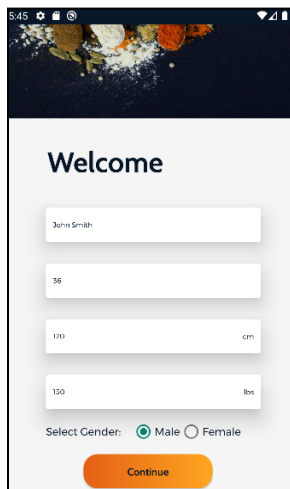 5:45
Welcome
John Smith
36
170 cm
150 lbs
Select Gender: Male Female
Continue